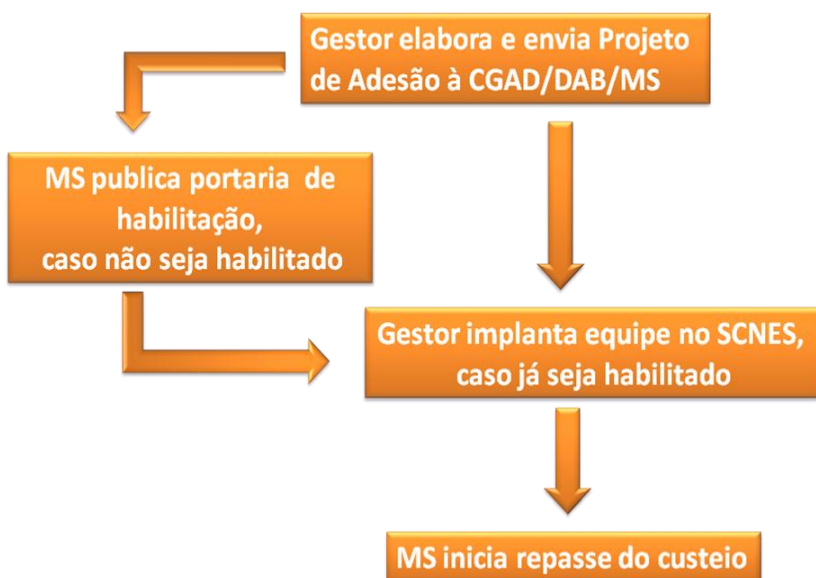 Gestor elabora e envia Projeto
de Adesão à CGAD/DAB/MS
MS publica portaria de
habilitação,
caso não seja habilitado
Gestor implanta equipe no SCNES,
caso já seja habilitado
MS inicia repasse do custeio